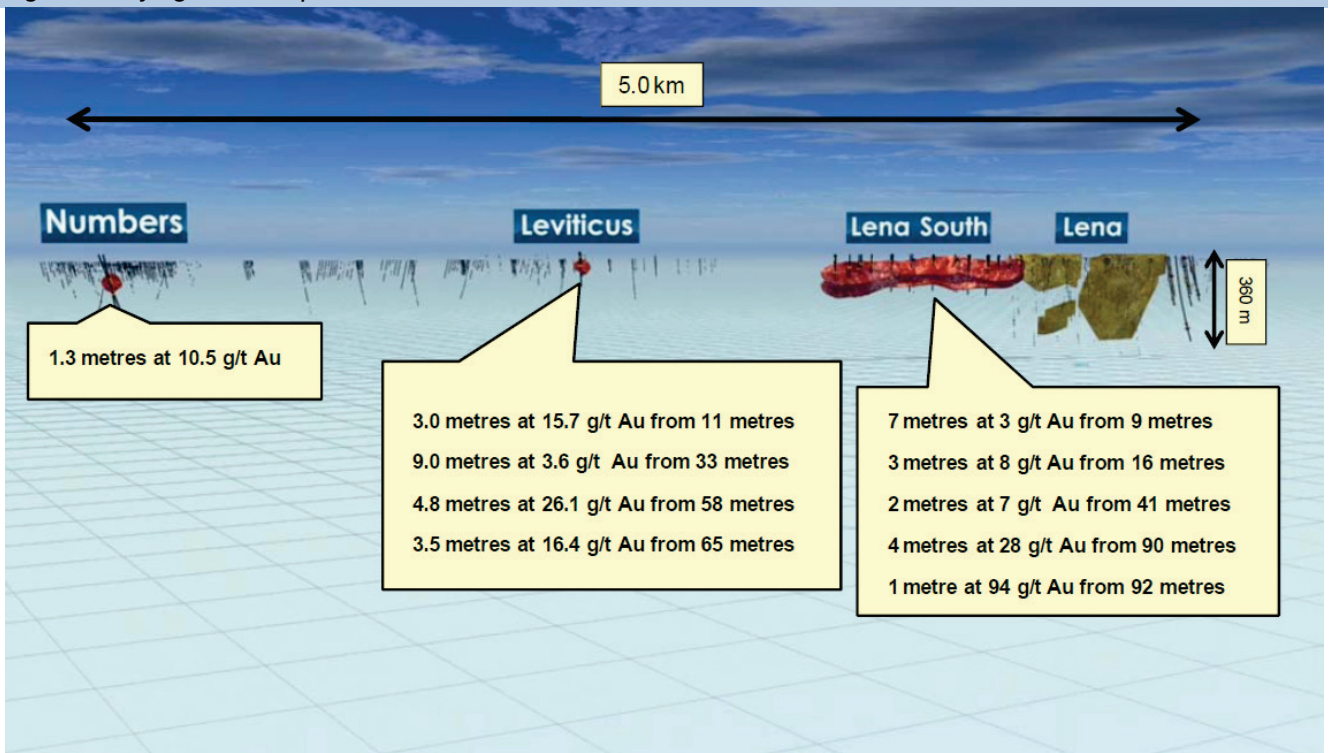 5.0 km
Numbers
Leviticus
Lena South
Lena
360 m
1.3 metres at 10.5 g/t Au
3.0 metres at 15.7 g/t Au from 11 metres
9.0 metres at 3.6 g/t Au from 33 metres
4.8 metres at 26.1 g/t Au from 58 metres
3.5 metres at 16.4 g/t Au from 65 metres
7 metres at 3 g/t Au from 9 metres
3 metres at 8 g/t Au from 16 metres
2 metres at 7 g/t Au from 41 metres
4 metres at 28 g/t Au from 90 metres
1 metre at 94 g/t Au from 92 metres